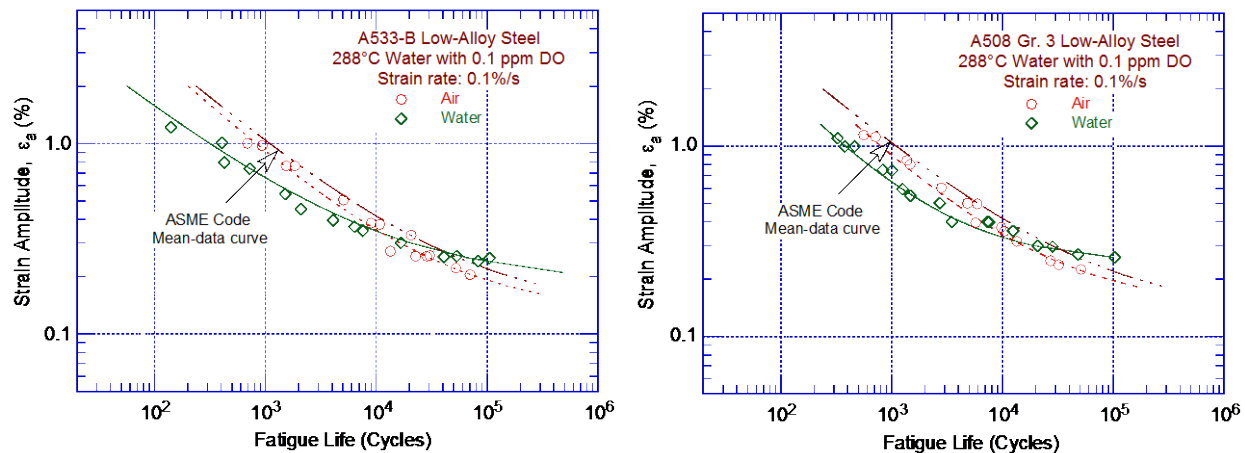 A533-B Low-Alloy Steel
288°C Water with 0.1 ppm DO
Strain rate: 0.1%/s
Air
Water
ASME Code
Mean-data curve
Strain Amplitude, εa (%)
1.0
0.1
10² 10³ 10⁴ 10⁵ 10⁶
Fatigue Life (Cycles)
A508 Gr. 3 Low-Alloy Steel
288°C Water with 0.1 ppm DO
Strain rate: 0.1%/s
Air
Water
ASME Code
Mean-data curve
Strain Amplitude, εa (%)
1.0
0.1
10² 10³ 10⁴ 10⁵ 10⁶
Fatigue Life (Cycles)